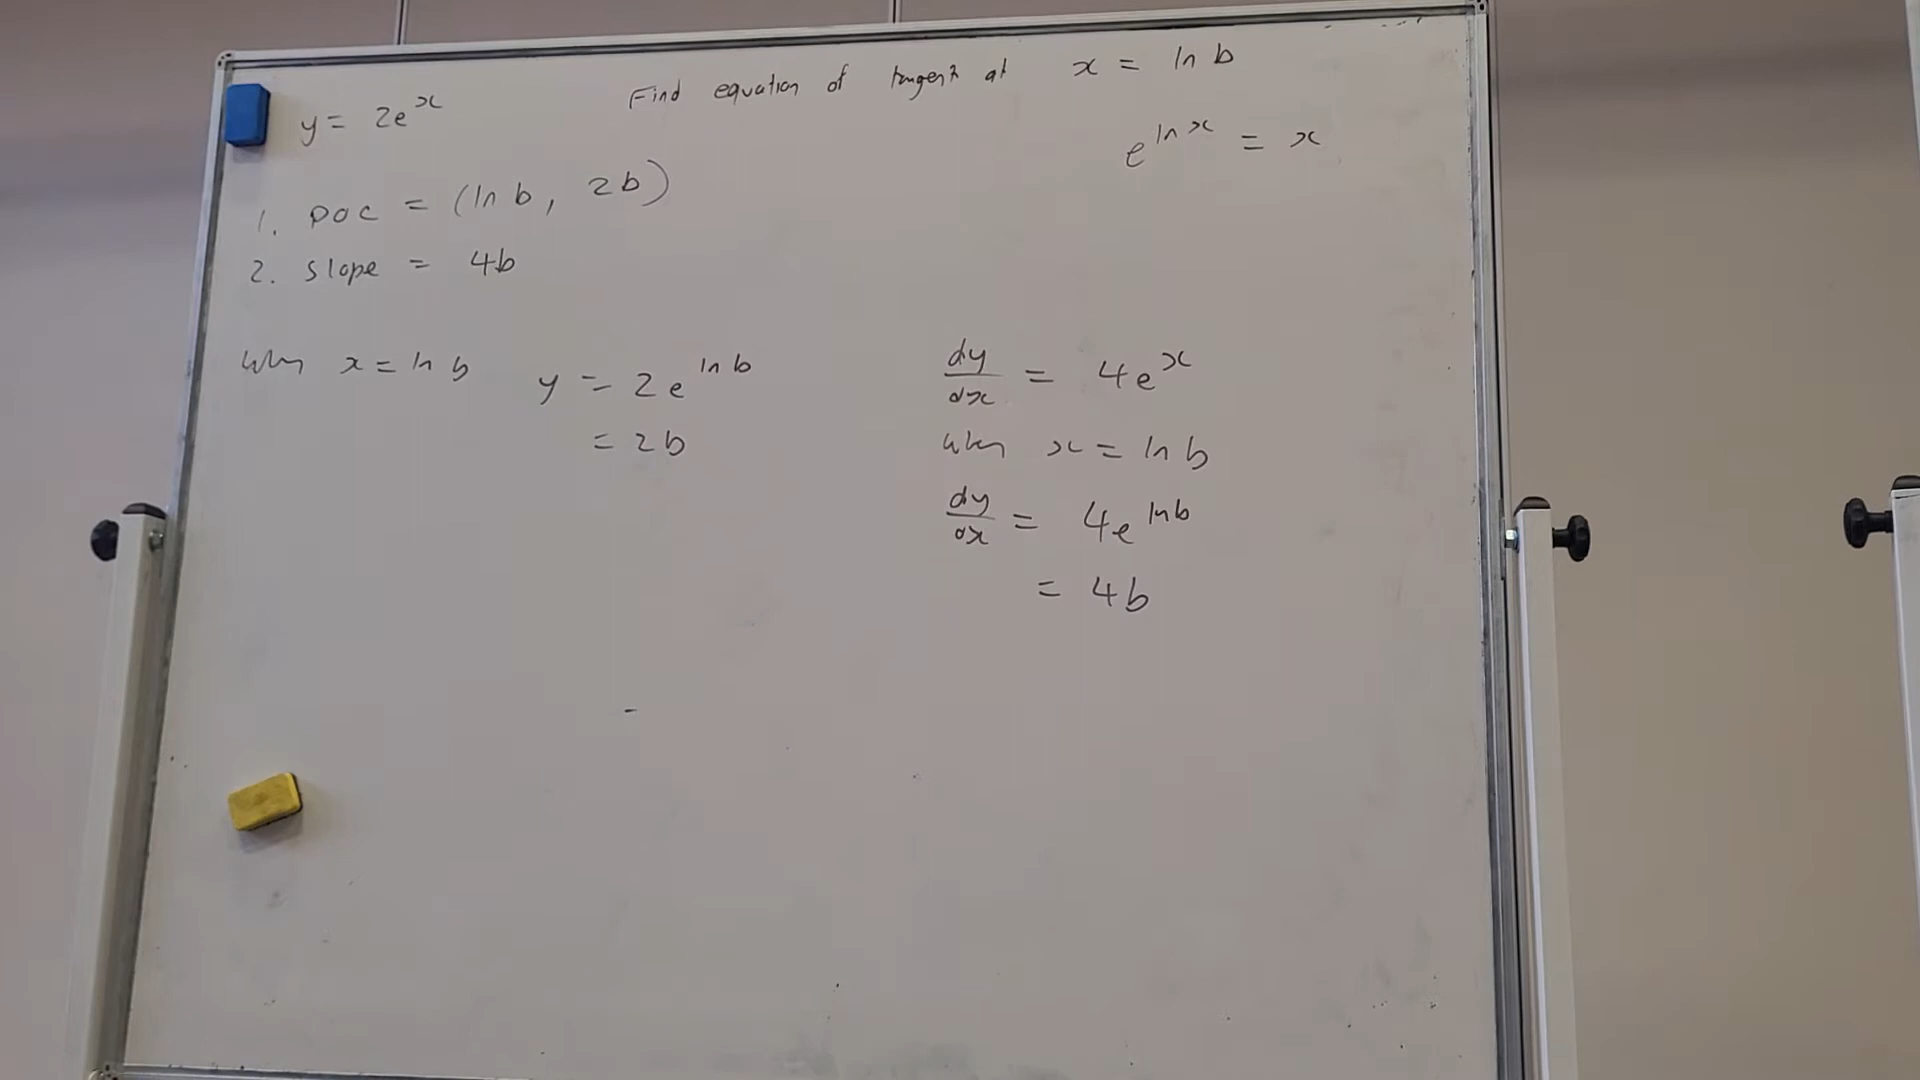 Find equation of tangent at x = ln b
y = 2e^x
e^ln x = x
1. POC = (ln b, 2b)
2. Slope = 4b
When x = ln b y = 2e^ln b
= 2b
dy/dx = 4e^x
when x = ln b
dy/dx = 4e^ln b
= 4b